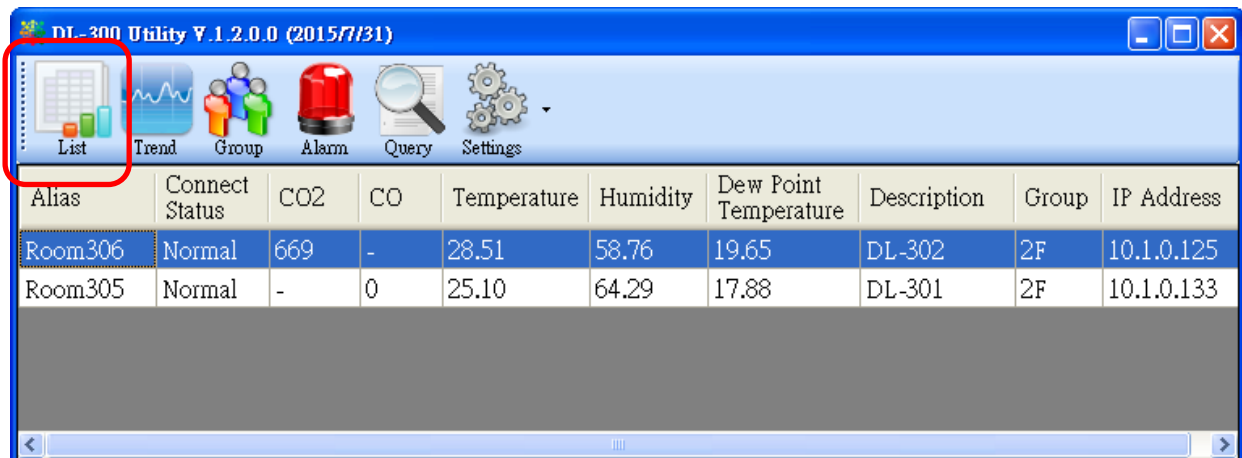 DL-300 Utility V.1.2.0.0 (2015/7/31)
List Trend Group Alarm Query Settings
Alias Connect Status CO2 CO Temperature Humidity Dew Point Temperature Description Group IP Address
Room306 Normal 669 - 28.51 58.76 19.65 DL-302 2F 10.1.0.125
Room305 Normal - 0 25.10 64.29 17.88 DL-301 2F 10.1.0.133